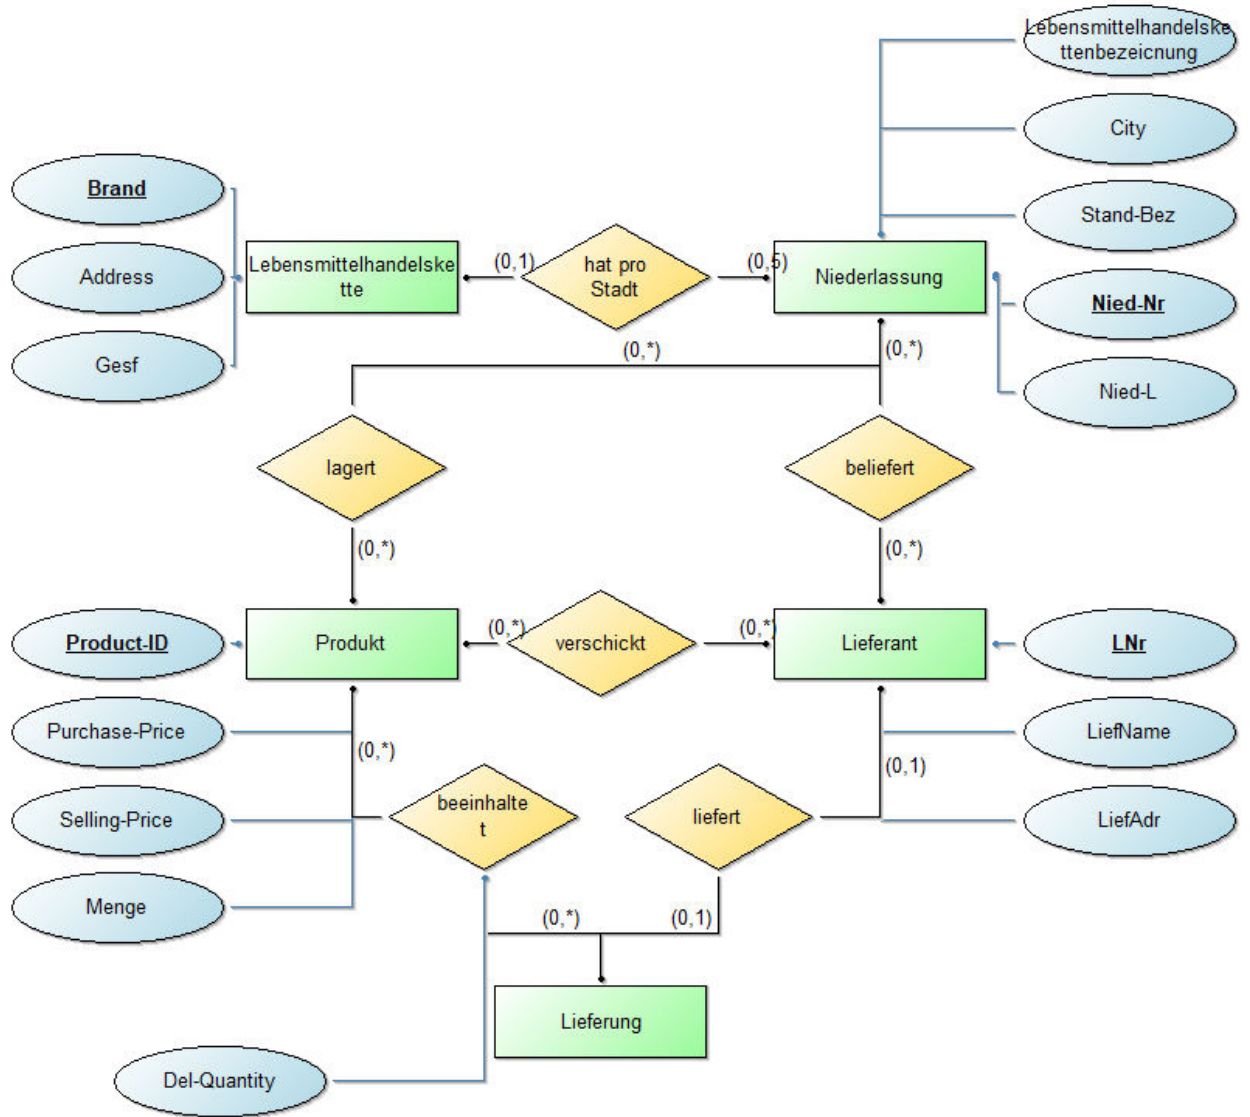 Lebensmittelhandelske
ttenbezeicnung
City
Brand
Stand-Bez
Address
Lebensmittelhandelske
tte
(0,1)
hat pro
Stadt
(0,5)
Niederlassung
Nied-Nr
Gesf
(0,*)
(0,*)
Nied-L
lagert
beliefert
(0,*)
(0,*)
Product-ID
Produkt
(0,*)
verschickt
(0,*)
Lieferant
LNr
Purchase-Price
(0,*)
LiefName
(0,1)
Selling-Price
beeinhalte
t
liefert
LiefAdr
Menge
(0,*)
(0,1)
Lieferung
Del-Quantity